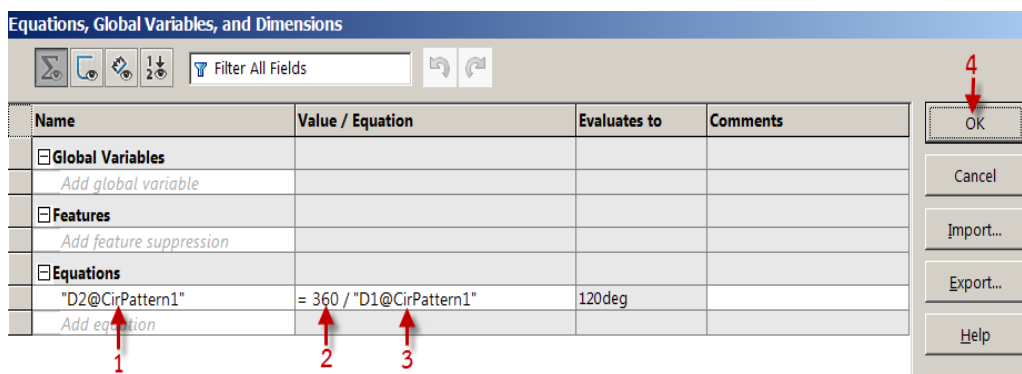 Equations, Global Variables, and Dimensions
Filter All Fields
4
Name Value / Equation Evaluates to Comments
OK
Global Variables
Add global variable
Cancel
Features
Add feature suppression
Import...
Equations
"D2@CirPattern1" = 360 / "D1@CirPattern1" 120deg
Export...
Add equation
Help
1 2 3